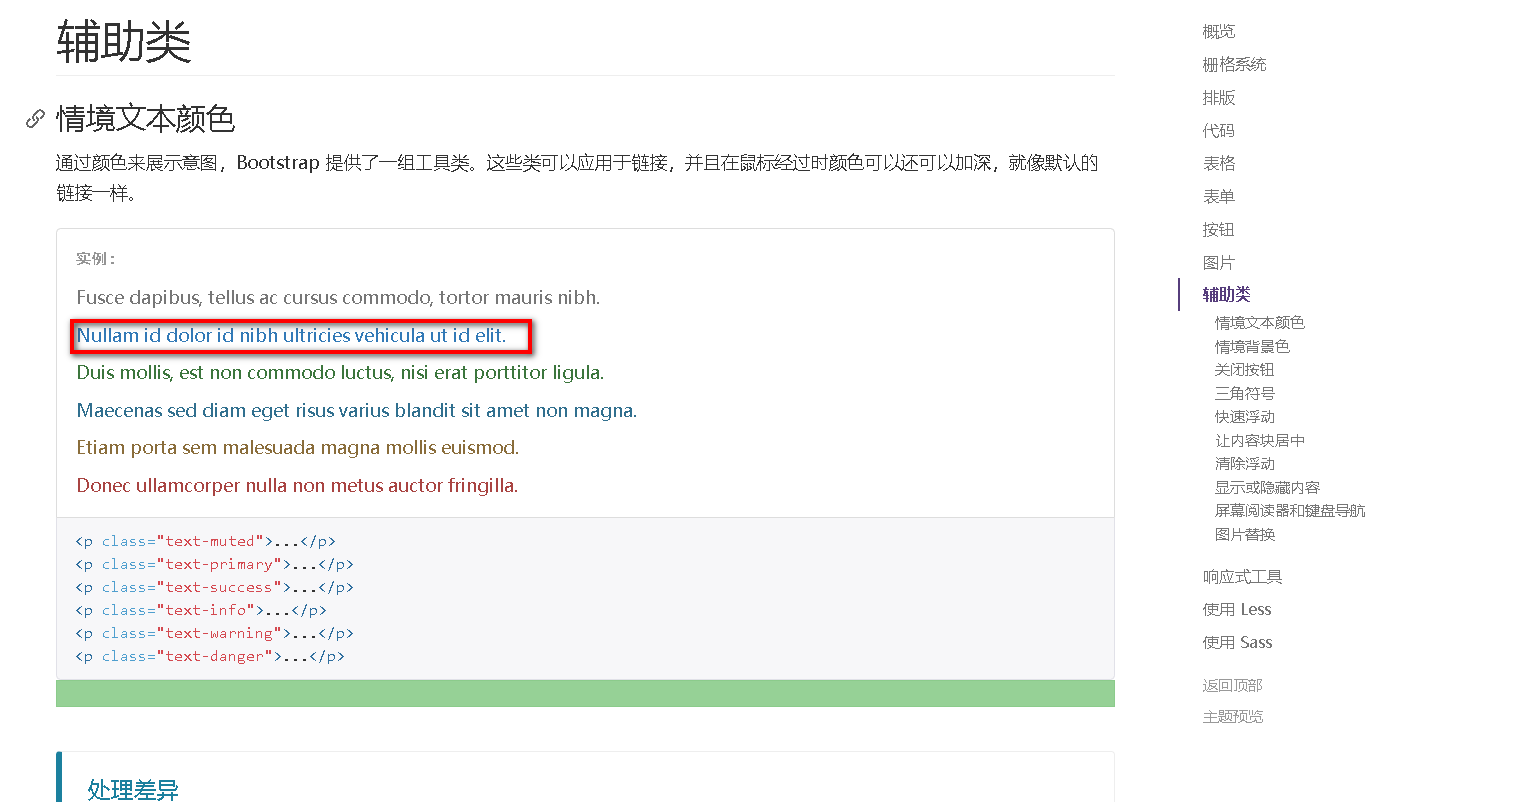 辅助类
情境文本颜色
通过颜色来展示意图，Bootstrap 提供了一组工具类。这些类可以应用于链接，并且在鼠标经过时颜色可以还可以加深，就像默认的
链接一样。
实例：
Fusce dapibus, tellus ac cursus commodo, tortor mauris nibh.
Nullam id dolor id nibh ultricies vehicula ut id elit.
Duis mollis, est non commodo luctus, nisi erat porttitor ligula.
Maecenas sed diam eget risus varius blandit sit amet non magna.
Etiam porta sem malesuada magna mollis euismod.
Donec ullamcorper nulla non metus auctor fringilla.
<p class="text-muted">...</p>
<p class="text-primary">...</p>
<p class="text-success">...</p>
<p class="text-info">...</p>
<p class="text-warning">...</p>
<p class="text-danger">...</p>
处理差异
概览
栅格系统
排版
代码
表格
表单
按钮
图片
辅助类
情境文本颜色
情境背景色
关闭按钮
三角符号
快速浮动
让内容块居中
清除浮动
显示或隐藏内容
屏幕阅读器和键盘导航
图片替换
响应式工具
使用 Less
使用 Sass
返回顶部
主题预览